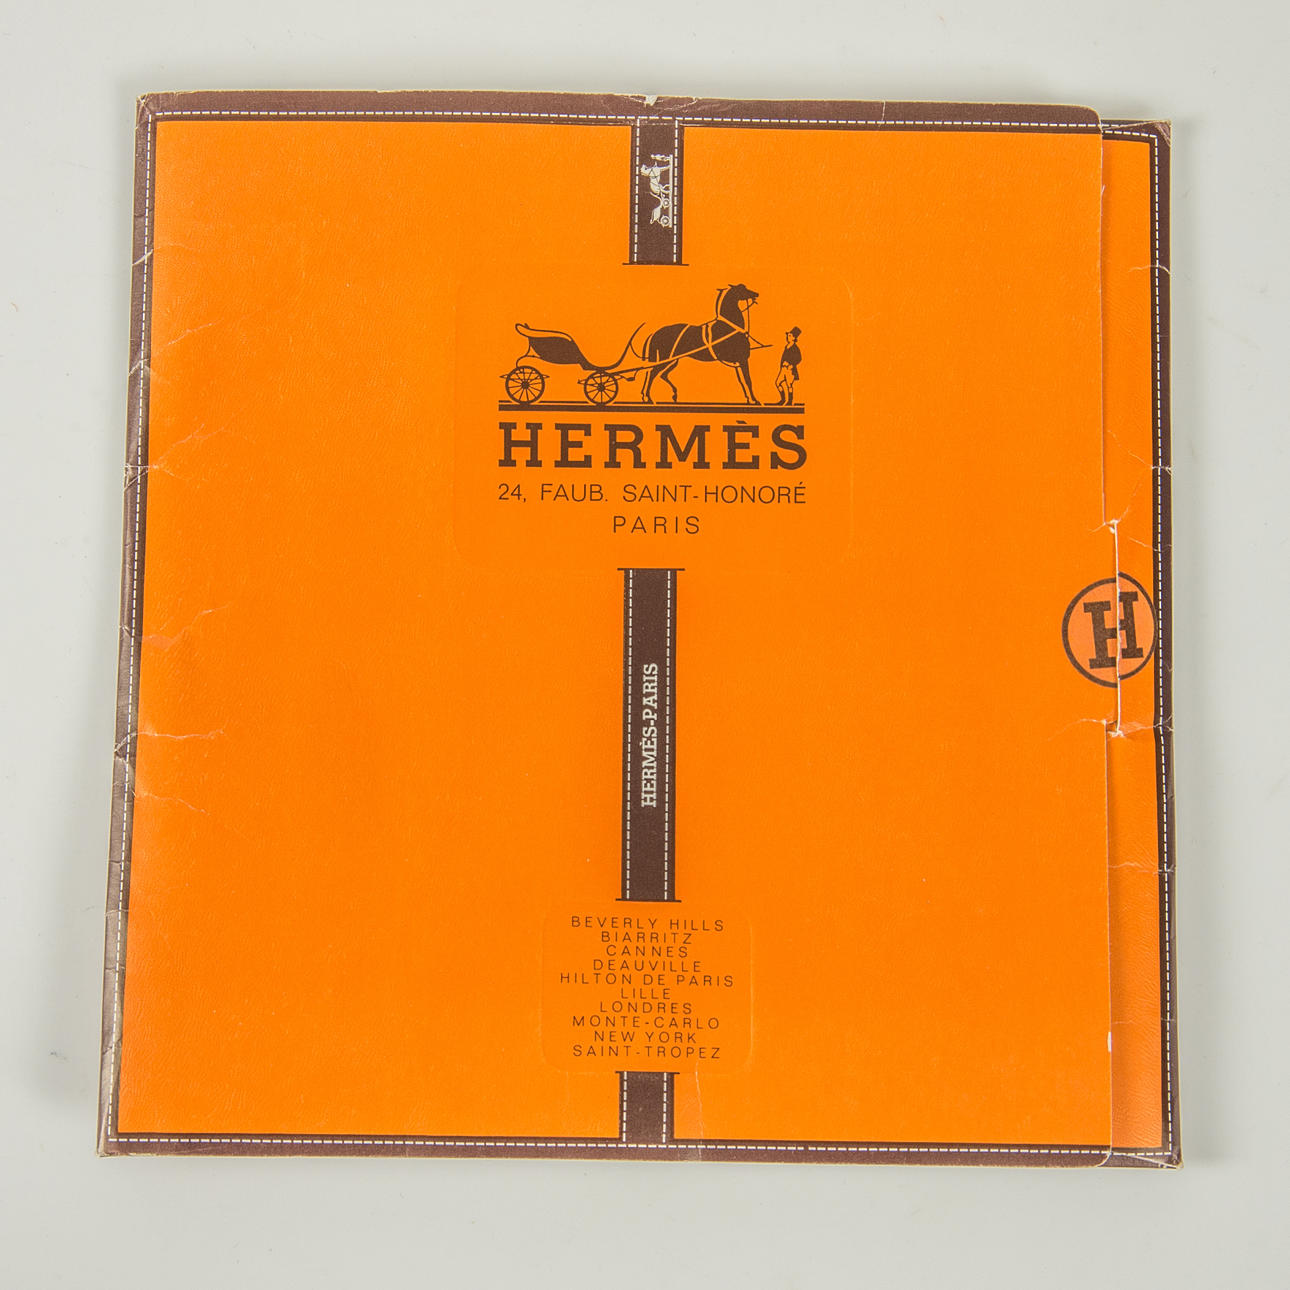 HERMÈS
24, FAUB. SAINT-HONORÉ
PARIS
H
HERMÈS-PARIS
BEVERLY HILLS
BIARRITZ
CANNES
DEAUVILLE
HILTON DE PARIS
LILLE
LONDRES
MONTE-CARLO
NEW YORK
SAINT-TROPEZ